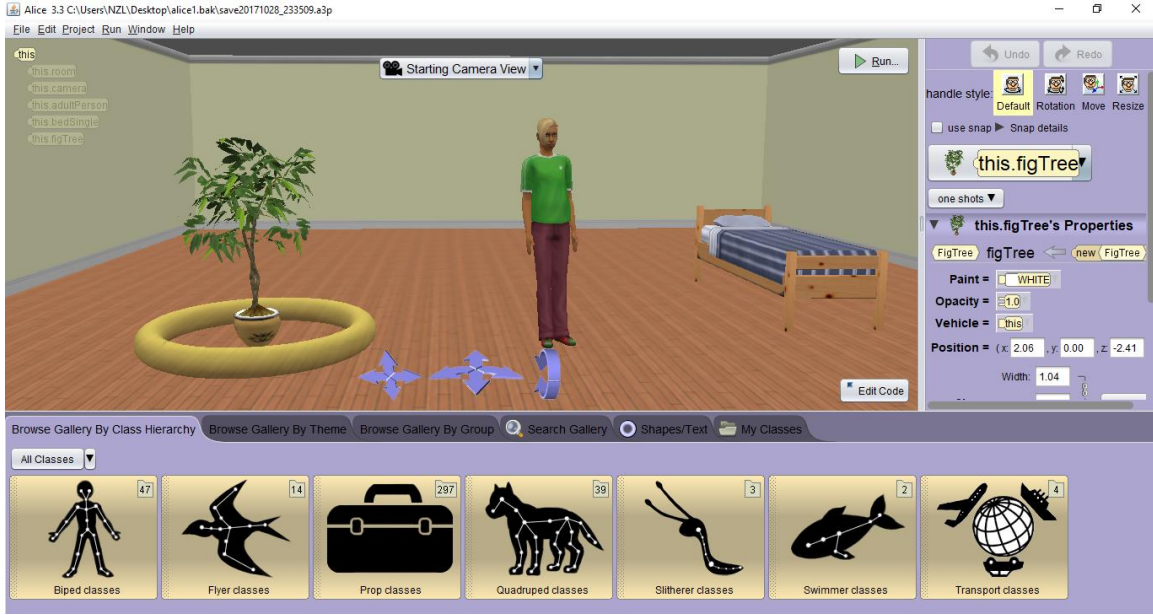 Alice 3.3 C:\Users\NZL\Desktop\alice1.bak\save20171028_233509.a3p
File Edit Project Run Window Help
this
this.room
this.camera
this.adultPerson
this.bedSingle
this.figTree
Starting Camera View
Run...
Edit Code
Undo Redo
handle style:
Default Rotation Move Resize
use snap Snap details
this.figTree
one shots
this.figTree's Properties
FigTree figTree new FigTree
Paint = WHITE
Opacity = 1.0
Vehicle = this
Position = (x: 2.06 , y: 0.00 , z: -2.41
Width: 1.04
Browse Gallery By Class Hierarchy Browse Gallery By Theme Browse Gallery By Group Search Gallery Shapes/Text My Classes
All Classes
47 14 297 39 3 2 4
Biped classes Flyer classes Prop classes Quadruped classes Slitherer classes Swimmer classes Transport classes